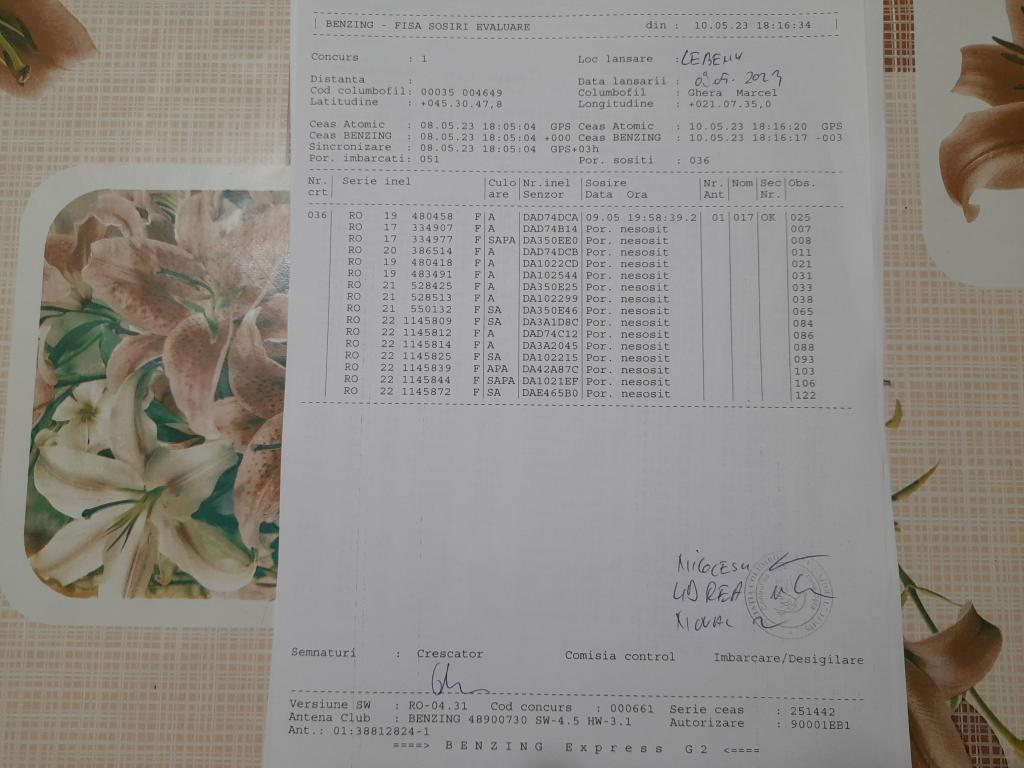 BENZING - FISA SOSIRI EVALUARE din : 10.05.23 18:16:34
Concurs : 1 Loc lansare :
Distanta : Data lansarii :
Cod columbofil: 00035 004649 Columbofil : Ghera Marcel
Latitudine : +045.30.47,8 Longitudine : +021.07.35,0
Ceas Atomic : 08.05.23 18:05:04 GPS Ceas Atomic : 10.05.23 18:16:20 GPS
Ceas BENZING : 08.05.23 18:05:04 +000 Ceas BENZING : 10.05.23 18:16:17 -003
Sincronizare : 08.05.23 18:05:04 GPS+03h
Por. imbarcati: 051 Por. sositi : 036
Nr. Serie inel Culo Nr.inel Sosire Nr. Nom Sec Obs.
crt are Senzor Data Ora Ant Nr.
036 RO 19 480458 F A DAD74DCA 09.05 19:58:39.2 01 017 OK 025
RO 17 334907 F A DAD74B14 Por. nesosit 007
RO 17 334977 F SAPA DA350EE0 Por. nesosit 008
RO 20 386514 F A DAD74DCB Por. nesosit 011
RO 19 480418 F A DA1022CD Por. nesosit 021
RO 19 483491 F A DA102544 Por. nesosit 031
RO 21 528425 F A DA350E25 Por. nesosit 033
RO 21 528513 F A DA102299 Por. nesosit 038
RO 21 550132 F SA DA350E46 Por. nesosit 065
RO 22 1145809 F SA DA3A1D8C Por. nesosit 084
RO 22 1145812 F A DAD74C12 Por. nesosit 086
RO 22 1145814 F A DA3A2045 Por. nesosit 088
RO 22 1145825 F SA DA102215 Por. nesosit 093
RO 22 1145839 F APA DA42A87C Por. nesosit 103
RO 22 1145844 F SAPA DA1021EF Por. nesosit 106
RO 22 1145872 F SA DAE465B0 Por. nesosit 122
UDREA
Semnaturi : Crescator Comisia control Imbarcare/Desigilare
Versiune SW : RO-04.31 Cod concurs : 000661 Serie ceas : 251442
Antena Club : BENZING 48900730 SW-4.5 HW-3.1 Autorizare : 90001EB1
Ant.: 01:38812824-1
====> BENZING Express G2 <====